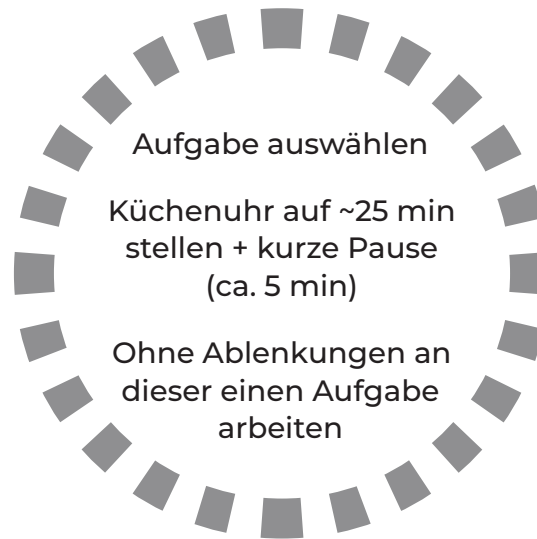 Aufgabe auswählen
Küchenuhr auf ~25 min
stellen + kurze Pause
(ca. 5 min)
Ohne Ablenkungen an
dieser einen Aufgabe
arbeiten